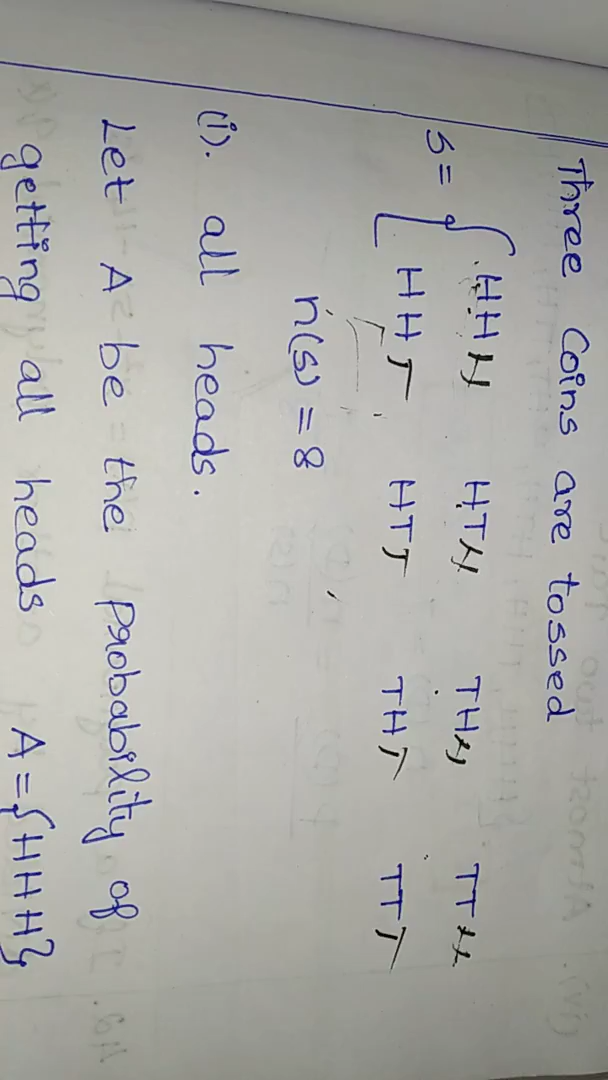 Three Coins are tossed
S = { HHH HTH THH TTH
HHT HTT THT TTT
n(s) = 8
(i). all heads.
Let A be the probability of
getting all heads A = {HHH}